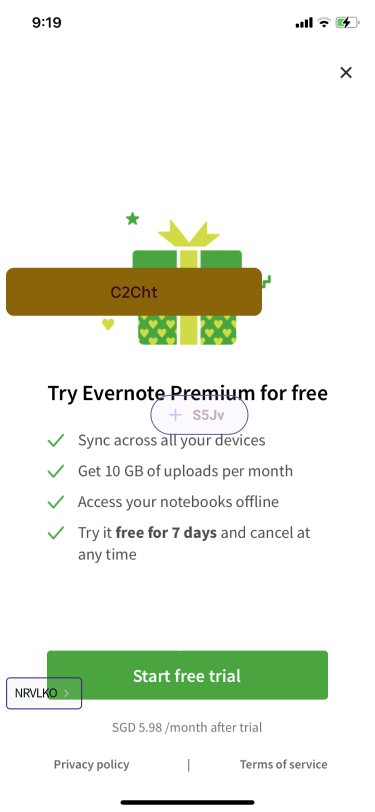 9:19
C2Cht
Try Evernote Premium for free
S5Jv
Sync across all your devices
Get 10 GB of uploads per month
Access your notebooks offline
Try it free for 7 days and cancel at
any time
Start free trial
NRVLKO
SGD 5.98 /month after trial
Privacy policy | Terms of service